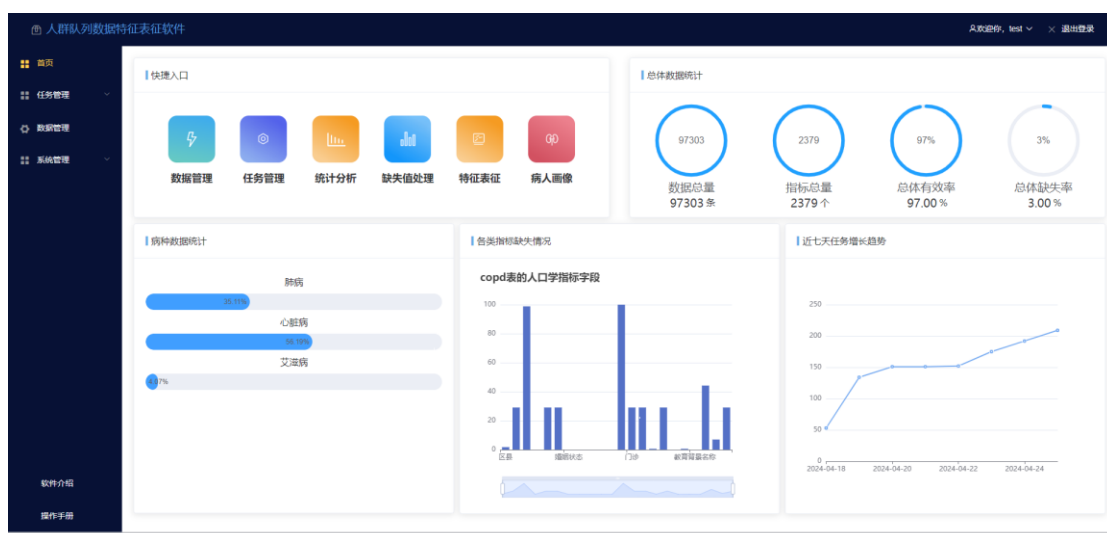 人群队列数据特征表征软件
欢迎你，test
退出登录
首页
任务管理
数据管理
系统管理
软件介绍
操作手册
快捷入口
数据管理 任务管理 统计分析 缺失值处理 特征表征 病人画像
总体数据统计
97303 2379 97% 3%
数据总量 指标总量 总体有效率 总体缺失率
97303 条 2379 个 97.00 % 3.00 %
病种数据统计
肺病
35.11%
心脏病
56.19%
艾滋病
4.07%
各类指标缺失情况
copd表的人口学指标字段
100
80
60
40
20
0
区县 婚姻状态 门诊 教育背景名称
近七天任务增长趋势
250
200
150
100
50
0
2024-04-18 2024-04-20 2024-04-22 2024-04-24